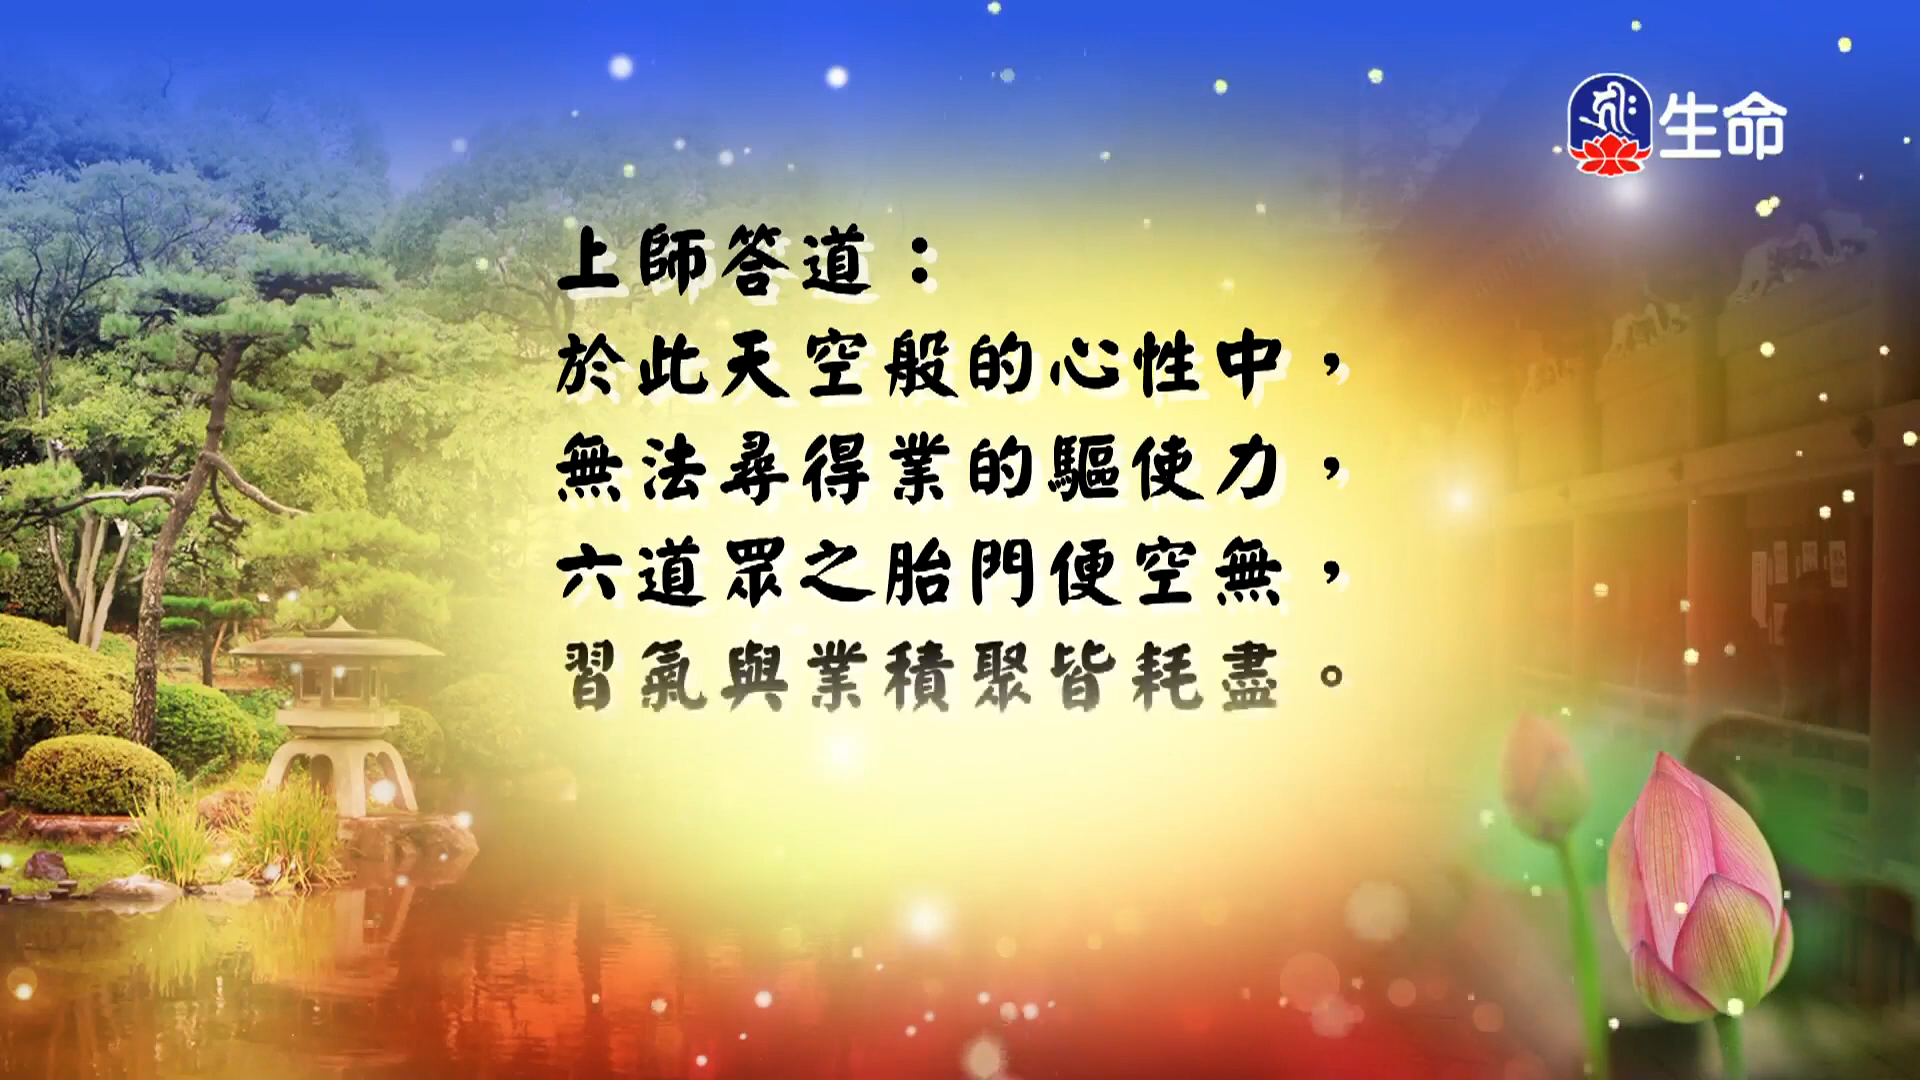 生命
上師答道：
於此天空般的心性中，
無法尋得業的驅使力，
六道眾之胎門便空無，
習氣與業積聚皆耗盡。